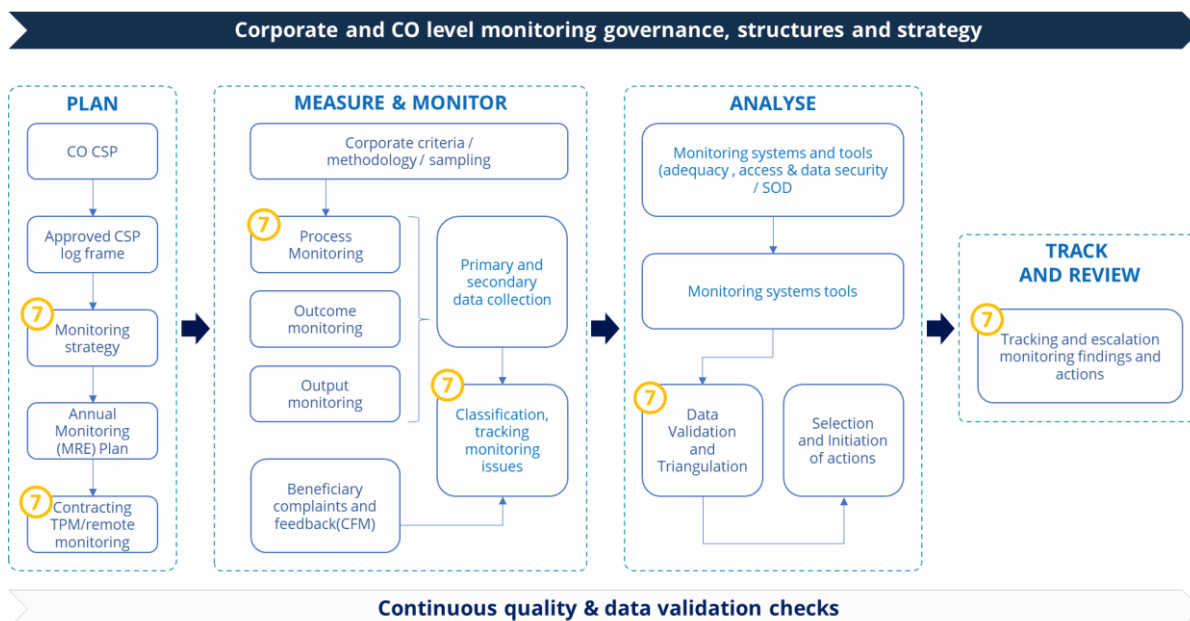 Corporate and CO level monitoring governance, structures and strategy
PLAN
CO CSP
Approved CSP
log frame
7
Monitoring
strategy
Annual
Monitoring
(MRE) Plan
7
Contracting
TPM/remote
monitoring
MEASURE & MONITOR
Corporate criteria /
methodology / sampling
7
Process
Monitoring
Outcome
monitoring
Output
monitoring
Beneficiary
complaints and
feedback(CFM)
Primary and
secondary
data collection
7
Classification,
tracking
monitoring
issues
ANALYSE
Monitoring systems and tools
(adequacy , access & data security
/ SOD
Monitoring systems tools
7
Data
Validation
and
Triangulation
Selection
and Initiation
of actions
TRACK
AND REVIEW
7
Tracking and escalation
monitoring findings and
actions
Continuous quality & data validation checks